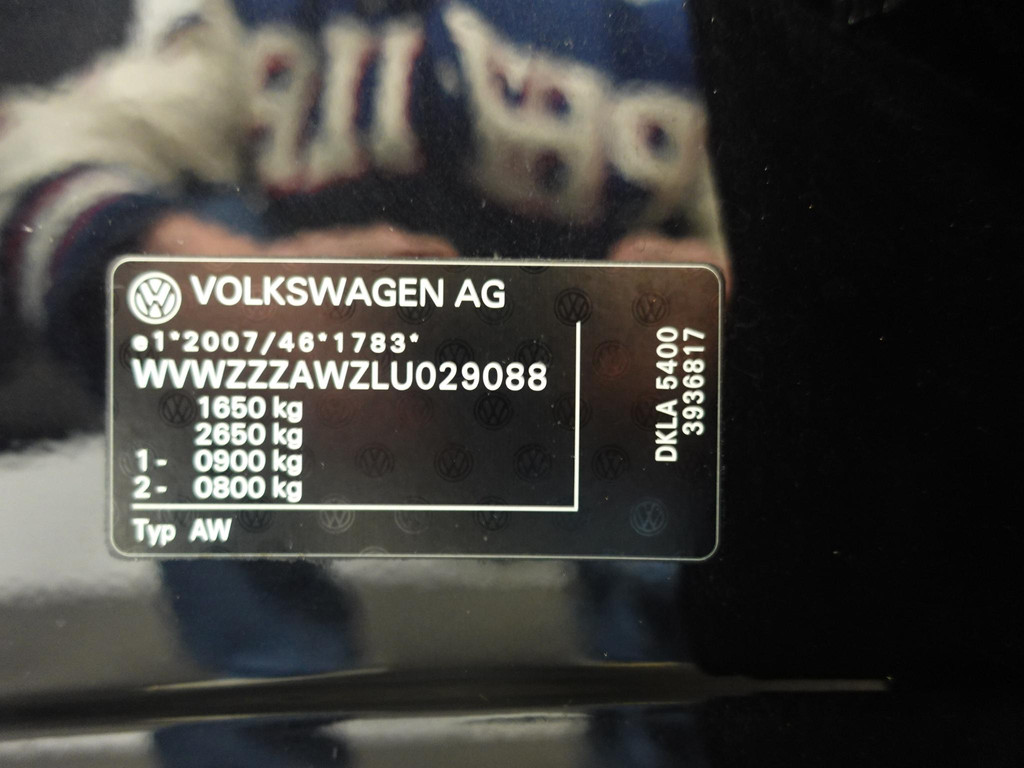 VOLKSWAGEN AG
e1*2007/46*1783*
WVWZZZAWZLU029088
1650 kg
2650 kg
1- 0900 kg
2- 0800 kg
Typ AW
DKLA 5400
3936817